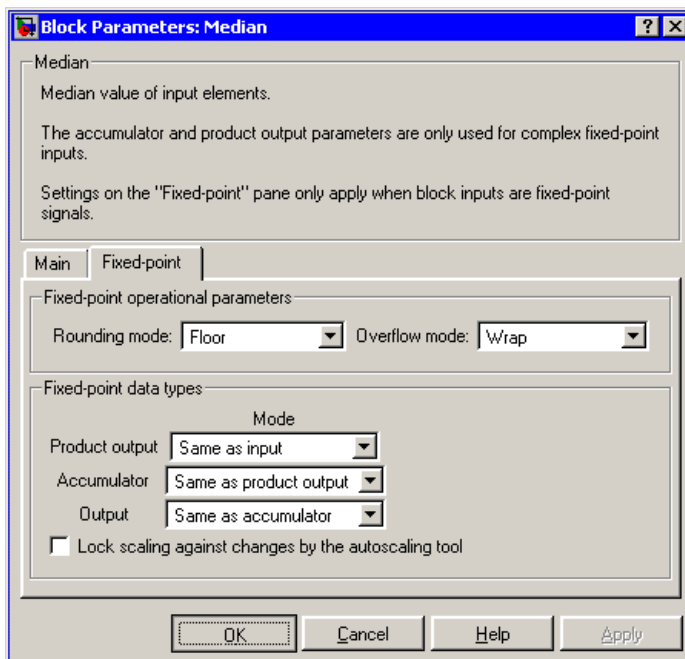 Block Parameters: Median
Median
Median value of input elements.
The accumulator and product output parameters are only used for complex fixed-point
inputs.
Settings on the "Fixed-point" pane only apply when block inputs are fixed-point
signals.
Main Fixed-point
Fixed-point operational parameters
Rounding mode: Floor Overflow mode: Wrap
Fixed-point data types
Mode
Product output Same as input
Accumulator Same as product output
Output Same as accumulator
Lock scaling against changes by the autoscaling tool
OK Cancel Help Apply